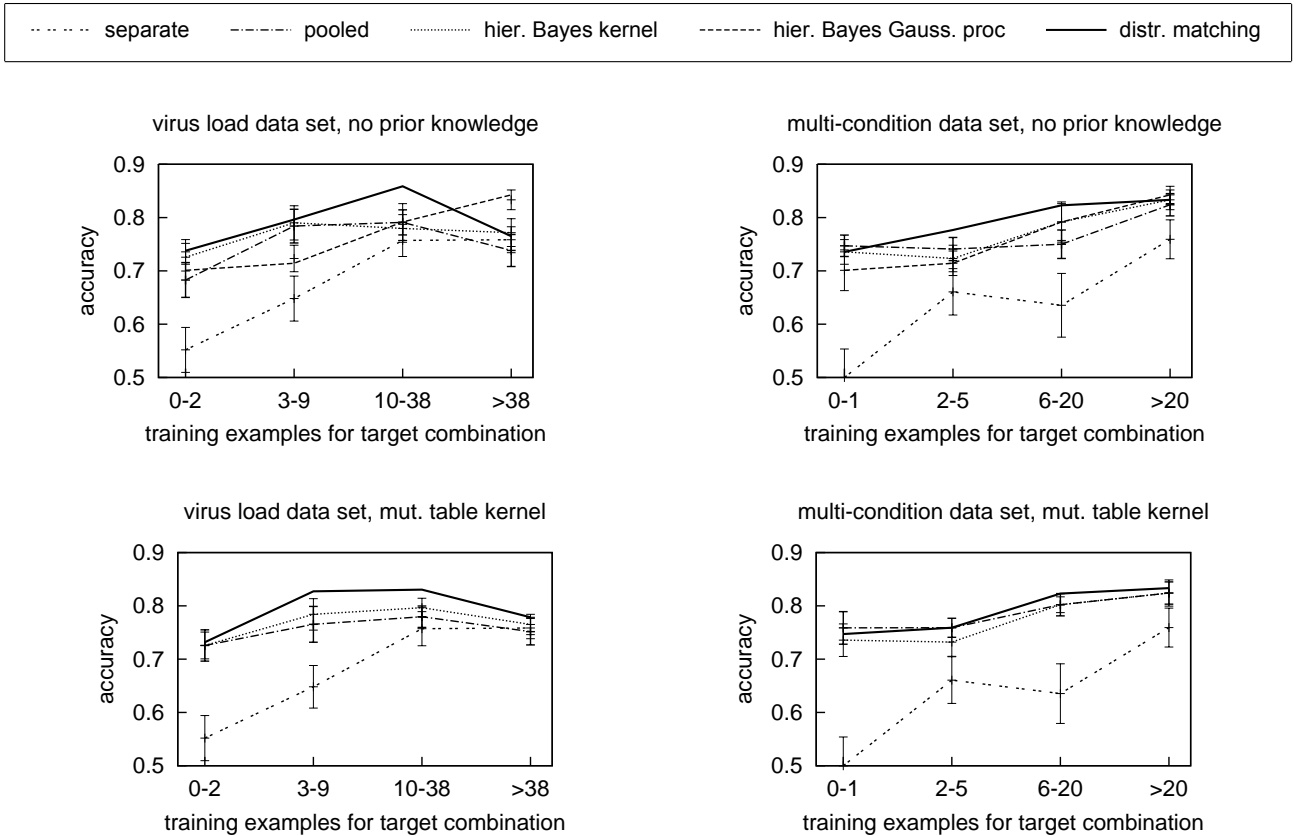 separate pooled hier. Bayes kernel hier. Bayes Gauss. proc distr. matching
virus load data set, no prior knowledge
accuracy
0.9
0.8
0.7
0.6
0.5
0-2 3-9 10-38 >38
training examples for target combination
multi-condition data set, no prior knowledge
accuracy
0.9
0.8
0.7
0.6
0.5
0-1 2-5 6-20 >20
training examples for target combination
virus load data set, mut. table kernel
accuracy
0.9
0.8
0.7
0.6
0.5
0-2 3-9 10-38 >38
training examples for target combination
multi-condition data set, mut. table kernel
accuracy
0.9
0.8
0.7
0.6
0.5
0-1 2-5 6-20 >20
training examples for target combination